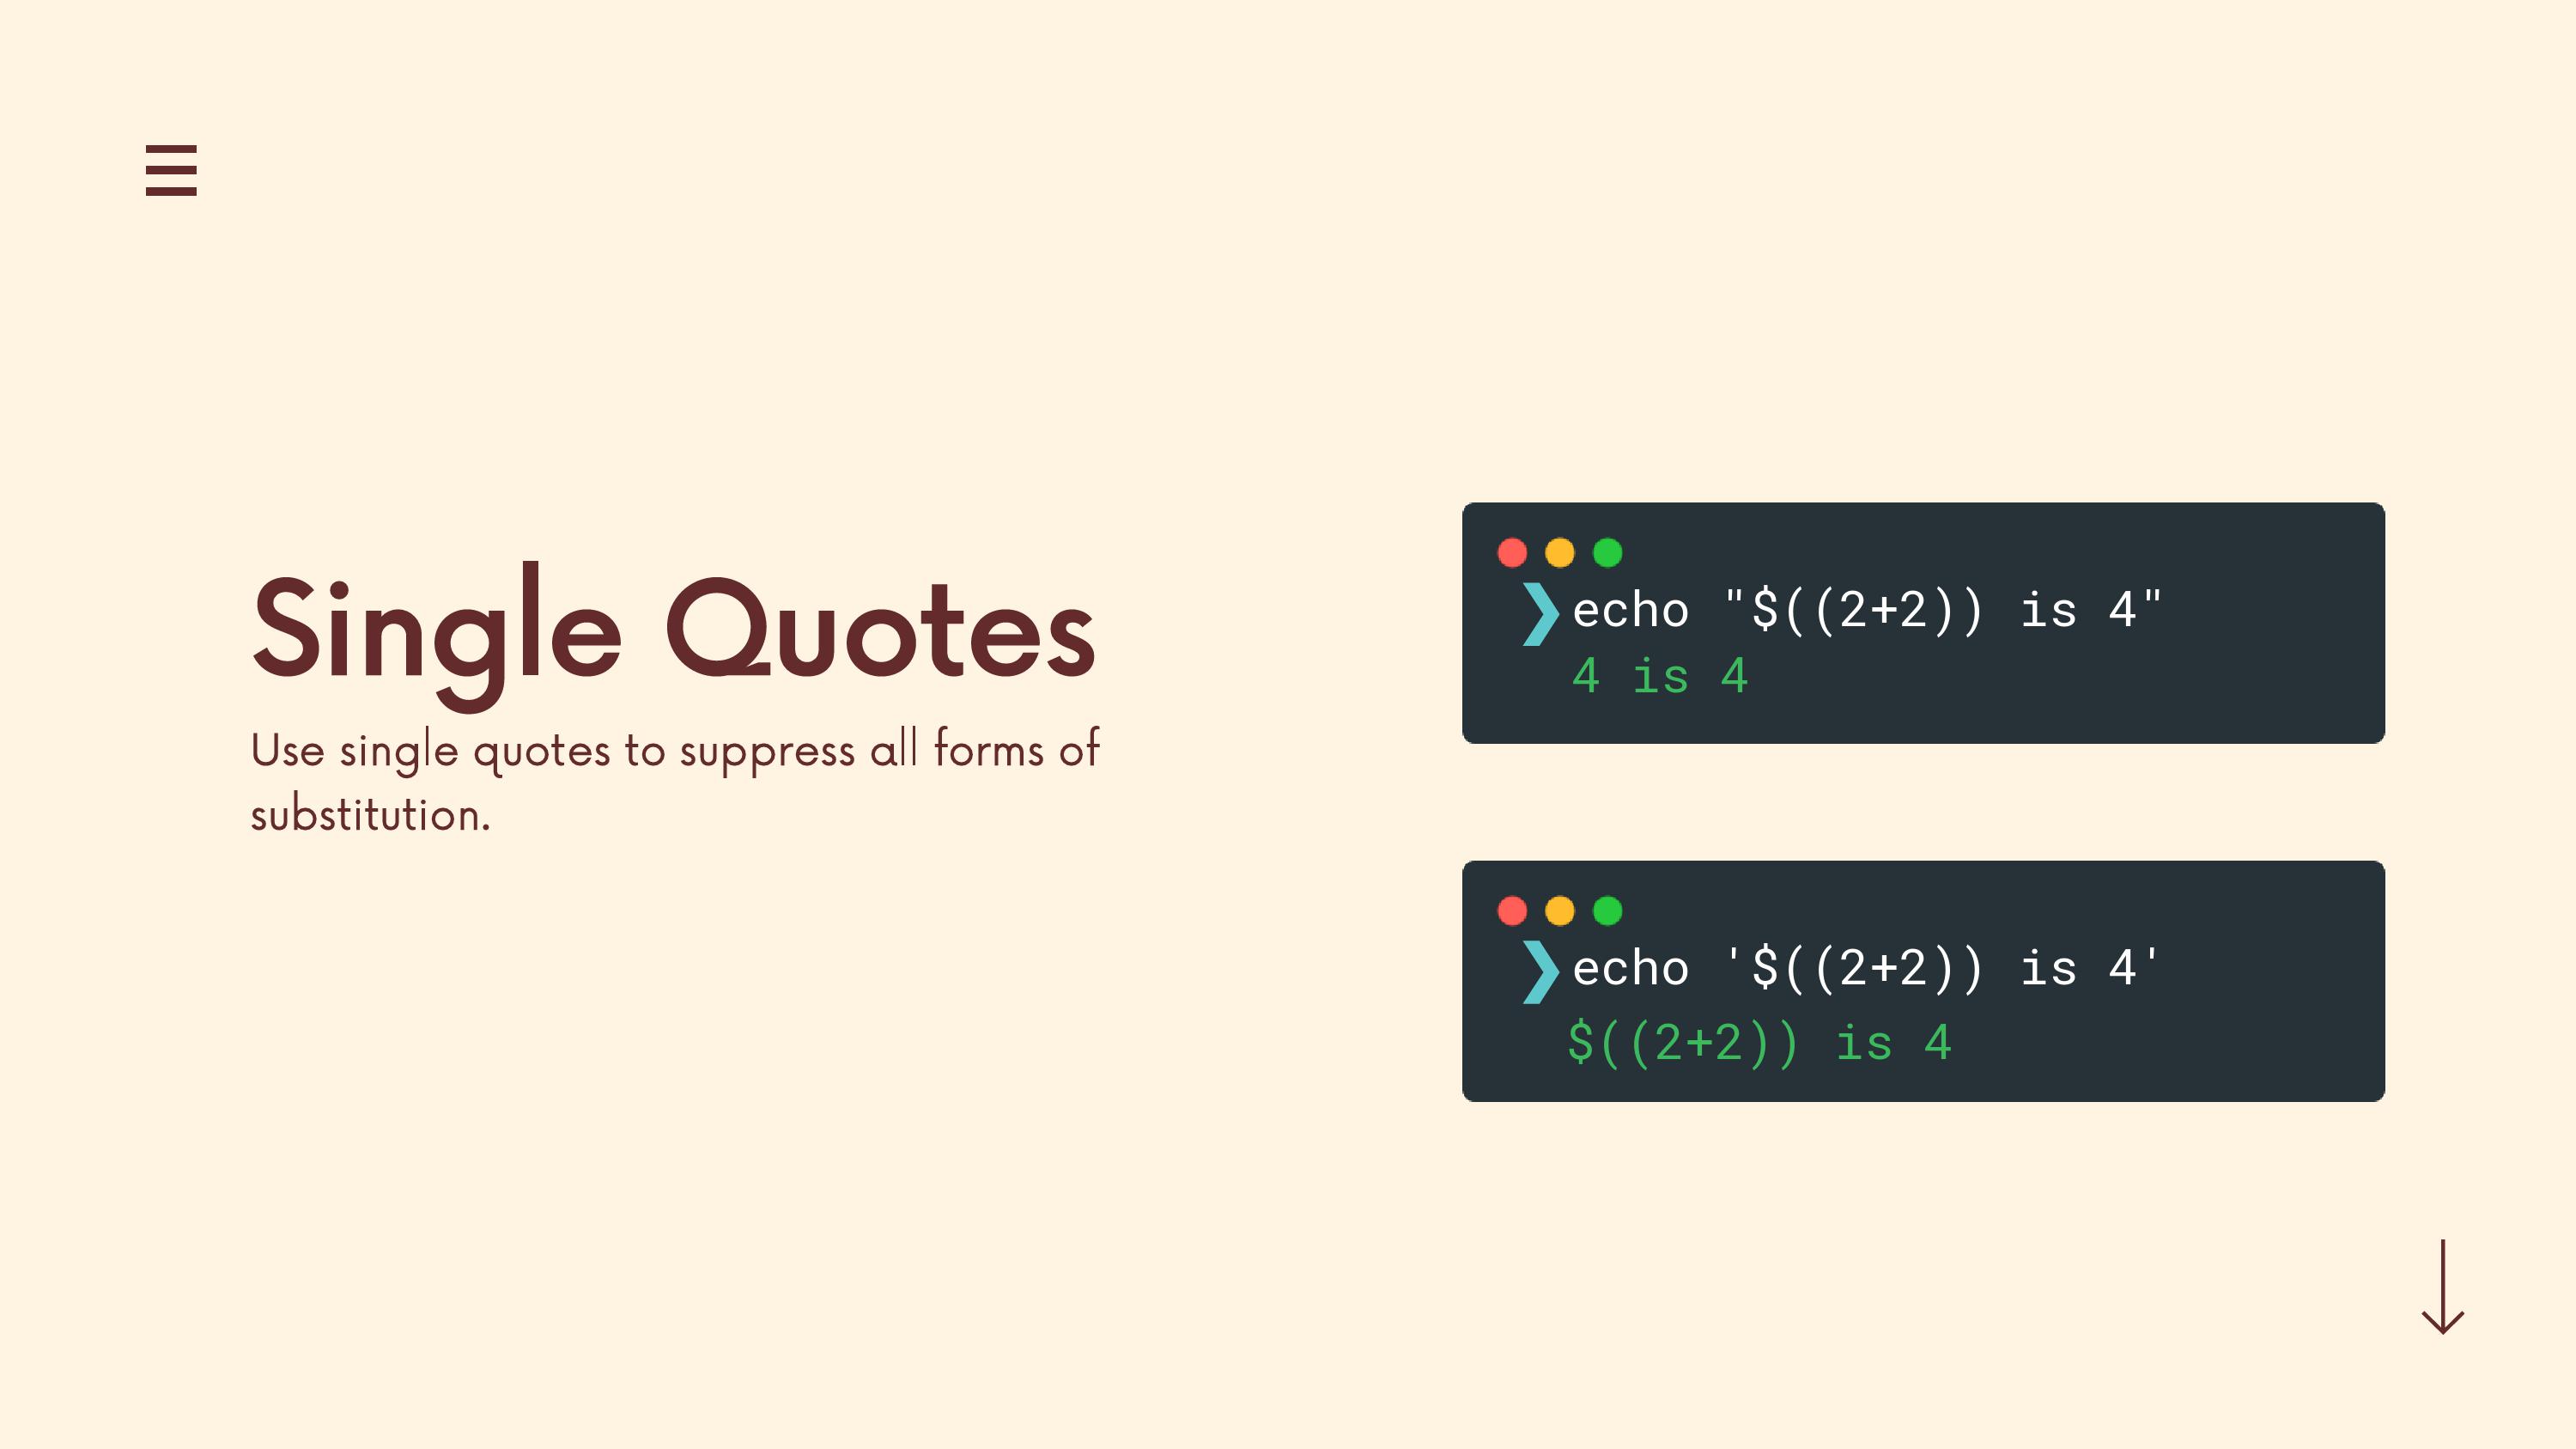 Single Quotes
Use single quotes to suppress all forms of
substitution.
❯echo "$((2+2)) is 4"
4 is 4
❯echo '$((2+2)) is 4'
$((2+2)) is 4